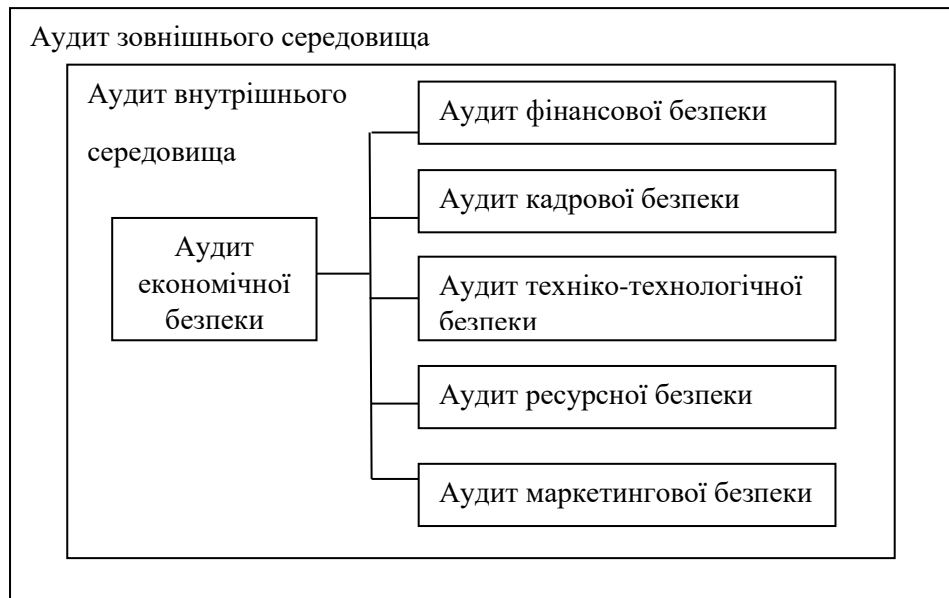 Аудит зовнішнього середовища
Аудит внутрішнього
середовища
Аудит
економічної
безпеки
Аудит фінансової безпеки
Аудит кадрової безпеки
Аудит техніко-технологічної
безпеки
Аудит ресурсної безпеки
Аудит маркетингової безпеки